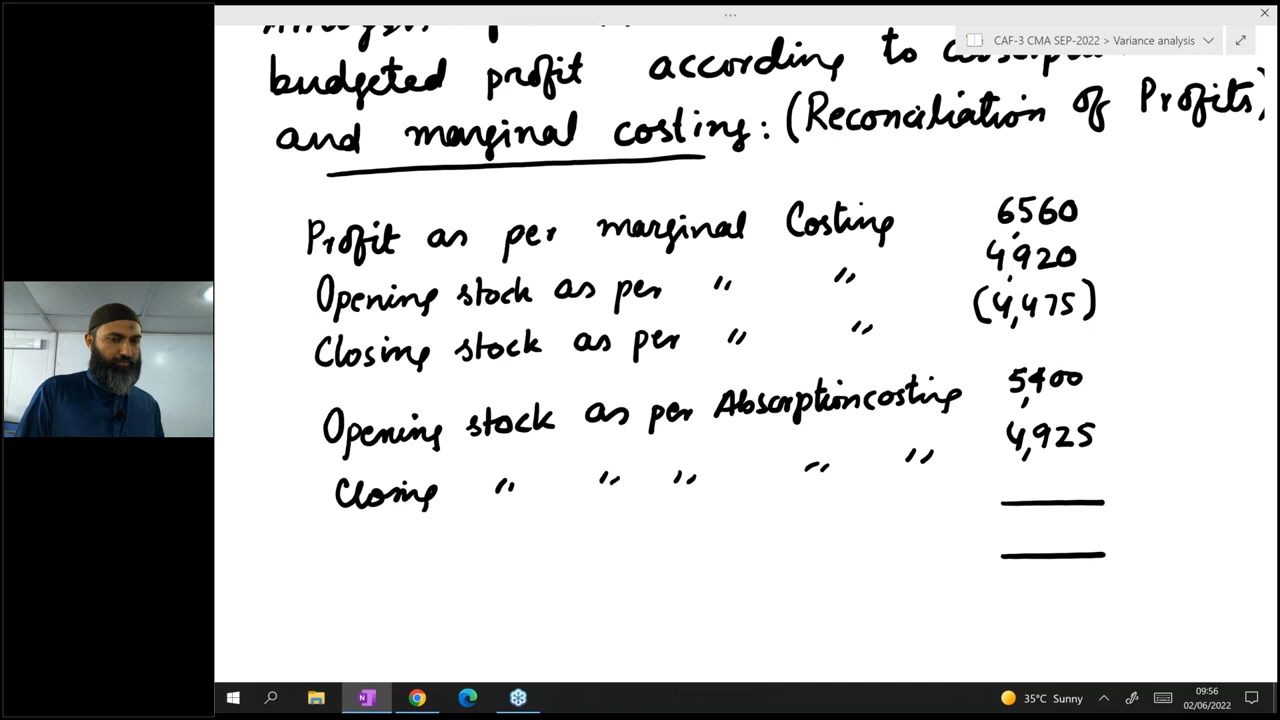 CAF-3 CMA SEP-2022 > Variance analysis
budgeted profit according to
and marginal costing: (Reconciliation of Profits)
Profit as per marginal Costing 6,560
Opening stock as per " " 4,920
Closing stock as per " " (4,475)
Opening stock as per Absorption costing 5,400
Closing " " " " " 4,925
35°C Sunny
09:56
02/06/2022